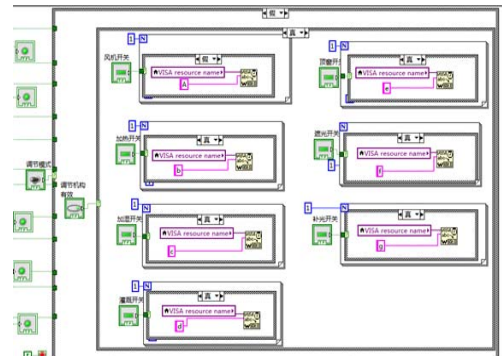 假
真
1 N
风机开关
假
VISA resource name
A
1 N
顶窗开
真
VISA resource name
e
1 N
加热开关
真
VISA resource name
b
N
遮光开关
1
真
VISA resource name
f
调节模式
调节机构
有效
1 N
加湿开关
真
VISA resource name
c
1 N
补光开关
真
VISA resource name
g
1 N
灌溉开关
真
VISA resource name
d